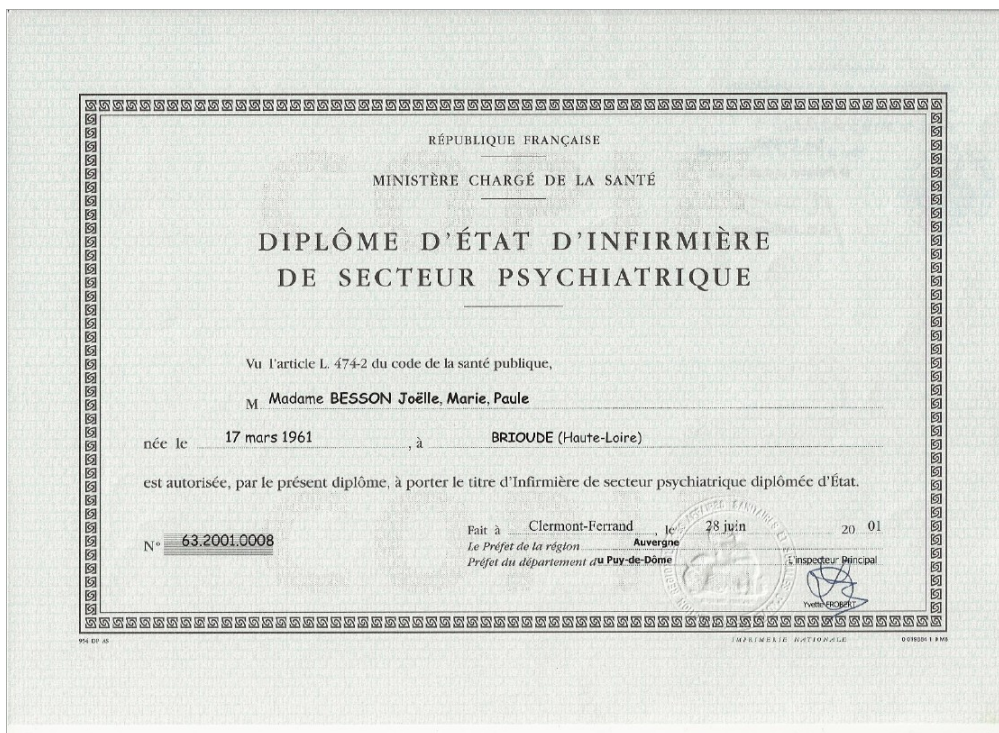 RÉPUBLIQUE FRANÇAISE
MINISTÈRE CHARGÉ DE LA SANTÉ
DIPLÔME D'ÉTAT D'INFIRMIÈRE
DE SECTEUR PSYCHIATRIQUE
Vu l'article L. 474-2 du code de la santé publique,
M Madame BESSON Joëlle, Marie, Paule
née le 17 mars 1961 , à BRIOUDE (Haute-Loire)
est autorisée, par le présent diplôme, à porter le titre d'Infirmière de secteur psychiatrique diplômée d'État.
Fait à Clermont-Ferrand , le 28 juin 20 01
N° 63.2001.0008
Le Préfet de la région Auvergne
Préfet du département du Puy-de-Dôme
L'inspecteur Principal
Yvette FROBERT
IMPRIMERIE NATIONALE